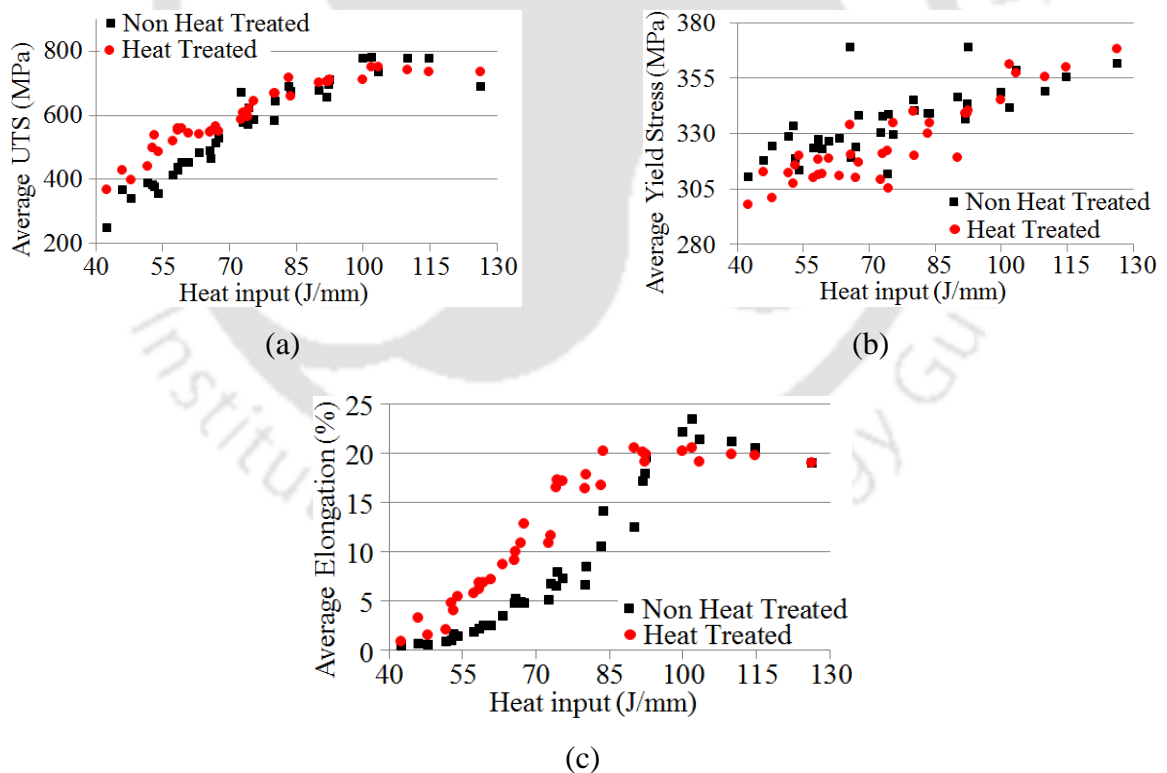 Non Heat Treated
Heat Treated
Average UTS (MPa)
800
600
400
200
40 55 70 85 100 115 130
Heat input (J/mm)
(a)
Average Yield Stress (MPa)
380
355
330
305
280
Non Heat Treated
Heat Treated
40 55 70 85 100 115 130
Heat input (J/mm)
(b)
Average Elongation (%)
25
20
15
10
5
0
Non Heat Treated
Heat Treated
40 55 70 85 100 115 130
Heat input (J/mm)
(c)